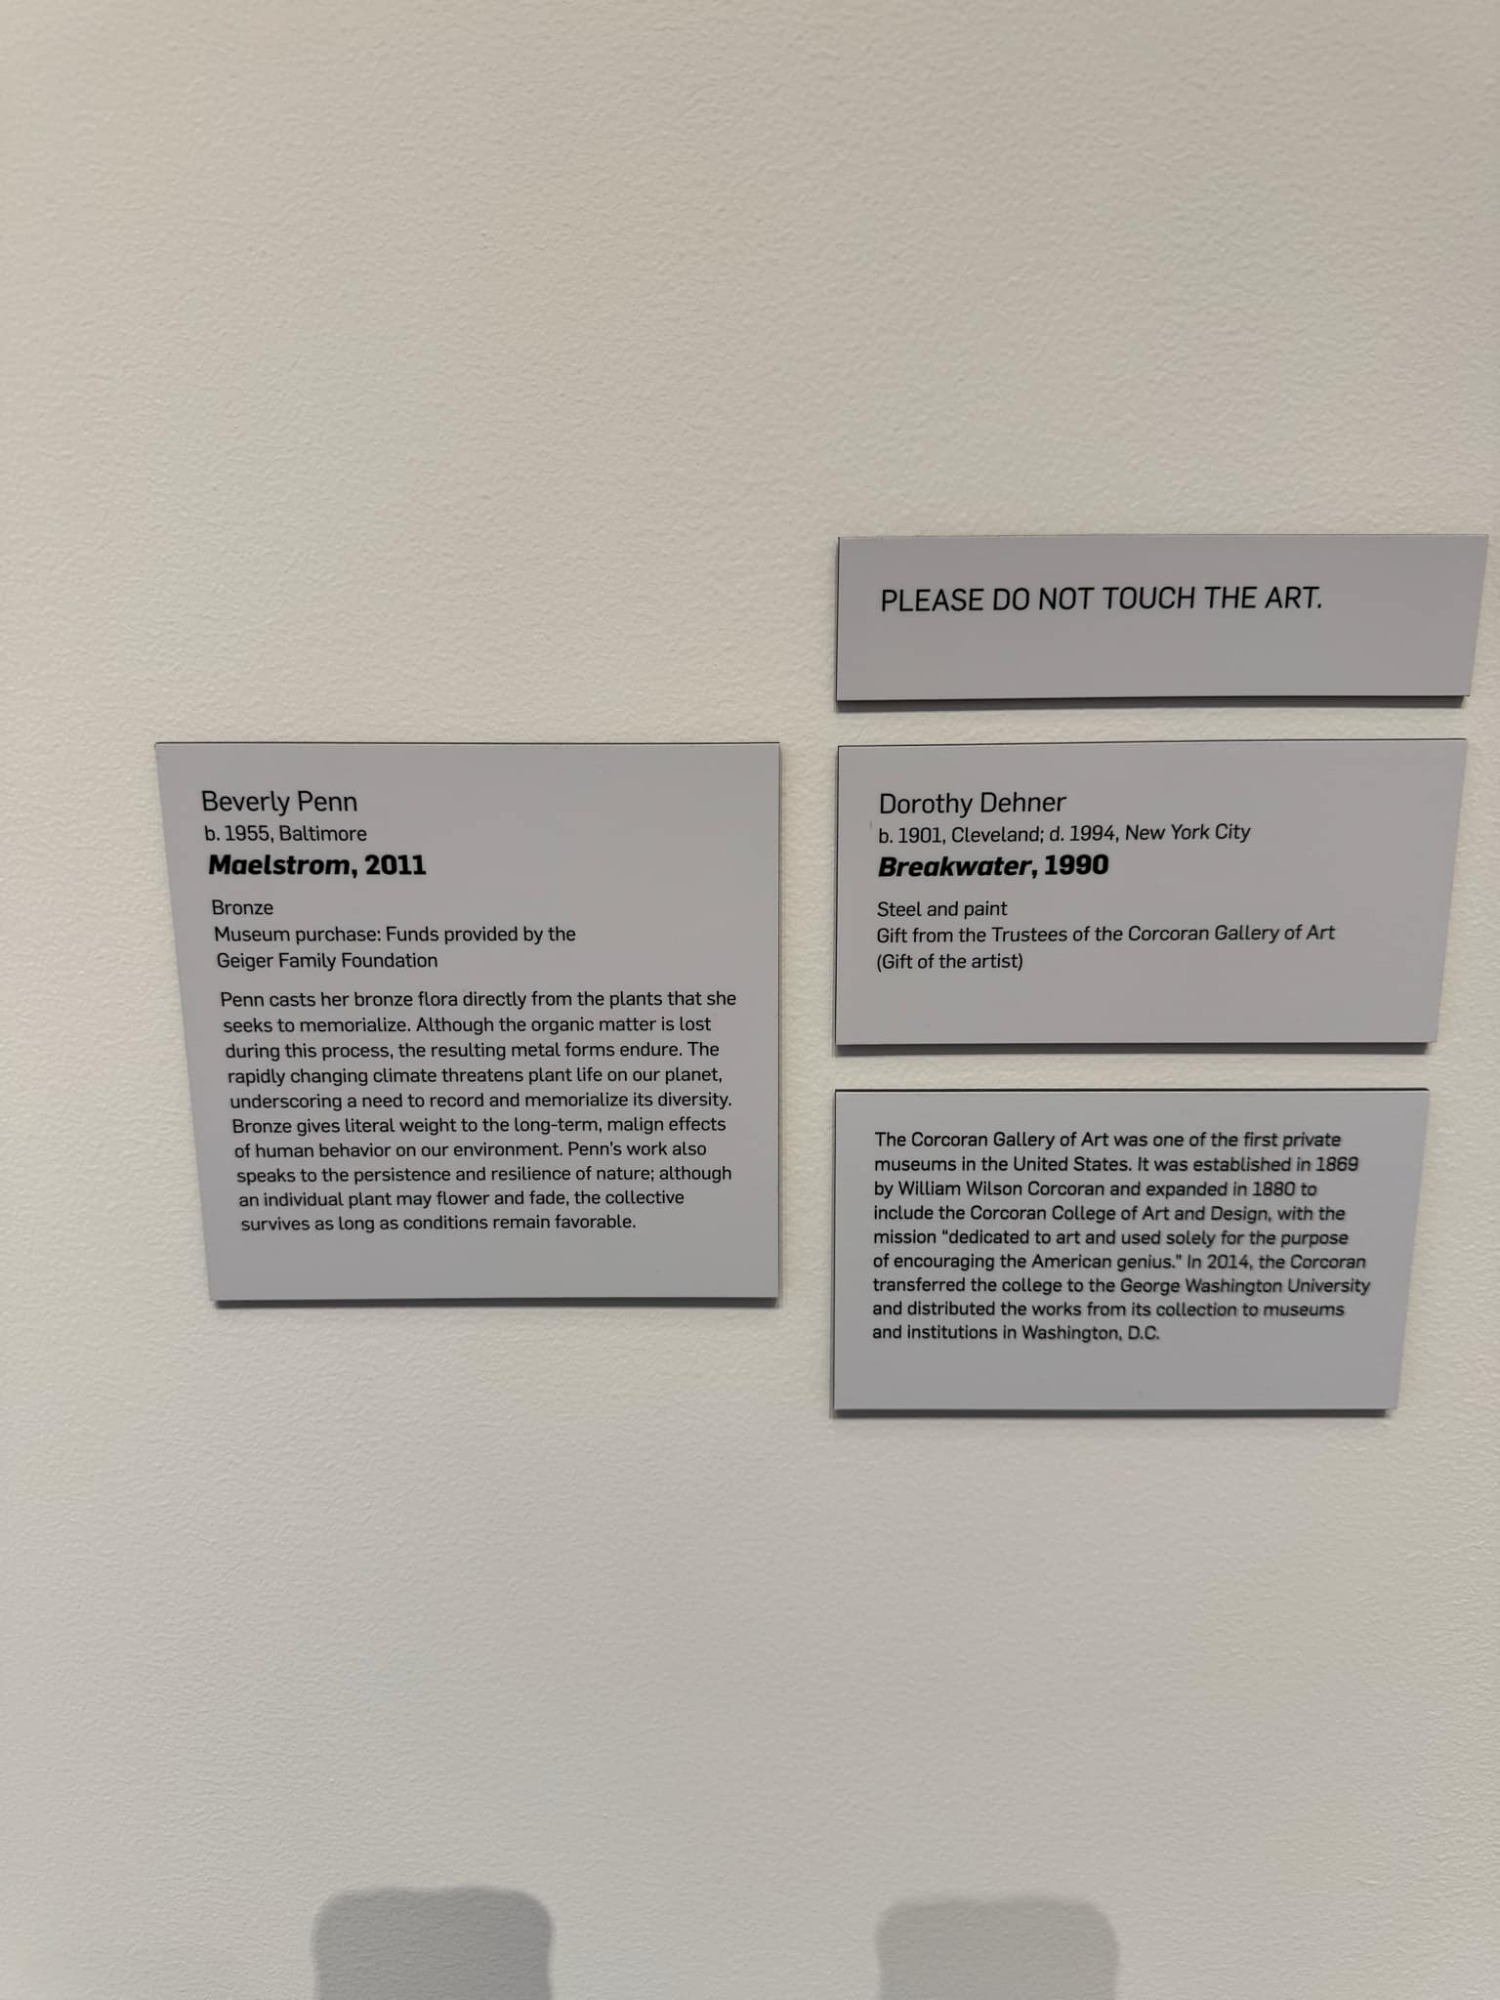 PLEASE DO NOT TOUCH THE ART.
Beverly Penn
b. 1955, Baltimore
Maelstrom, 2011
Bronze
Museum purchase: Funds provided by the
Geiger Family Foundation
Penn casts her bronze flora directly from the plants that she
seeks to memorialize. Although the organic matter is lost
during this process, the resulting metal forms endure. The
rapidly changing climate threatens plant life on our planet,
underscoring a need to record and memorialize its diversity.
Bronze gives literal weight to the long-term, malign effects
of human behavior on our environment. Penn's work also
speaks to the persistence and resilience of nature; although
an individual plant may flower and fade, the collective
survives as long as conditions remain favorable.
Dorothy Dehner
b. 1901, Cleveland; d. 1994, New York City
Breakwater, 1990
Steel and paint
Gift from the Trustees of the Corcoran Gallery of Art
(Gift of the artist)
The Corcoran Gallery of Art was one of the first private
museums in the United States. It was established in 1869
by William Wilson Corcoran and expanded in 1880 to
include the Corcoran College of Art and Design, with the
mission "dedicated to art and used solely for the purpose
of encouraging the American genius." In 2014, the Corcoran
transferred the college to the George Washington University
and distributed the works from its collection to museums
and institutions in Washington, D.C.